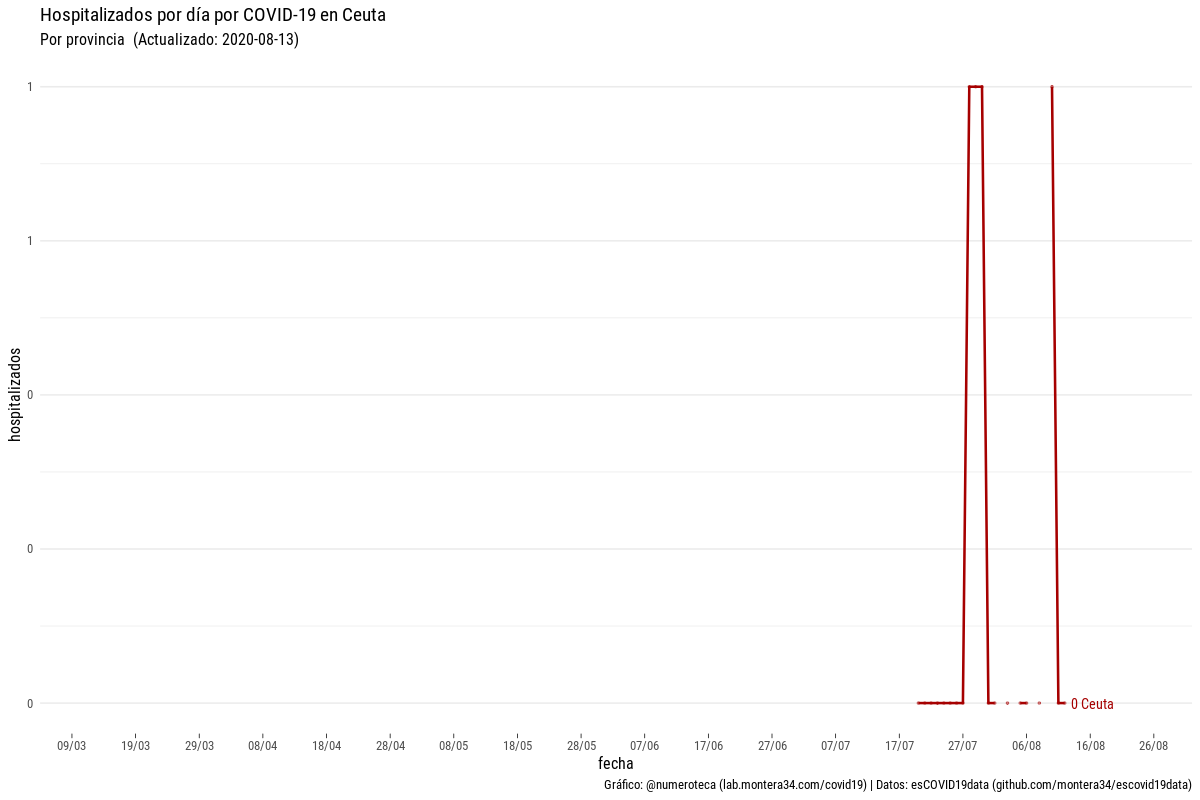 Hospitalizados por día por COVID-19 en Ceuta
Por provincia (Actualizado: 2020-08-13)
1
1
0
0
0
hospitalizados
0 Ceuta
09/03 19/03 29/03 08/04 18/04 28/04 08/05 18/05 28/05 07/06 17/06 27/06 07/07 17/07 27/07 06/08 16/08 26/08
fecha
Gráfico: @numeroteca (lab.montera34.com/covid19) | Datos: esCOVID19data (github.com/montera34/escovid19data)